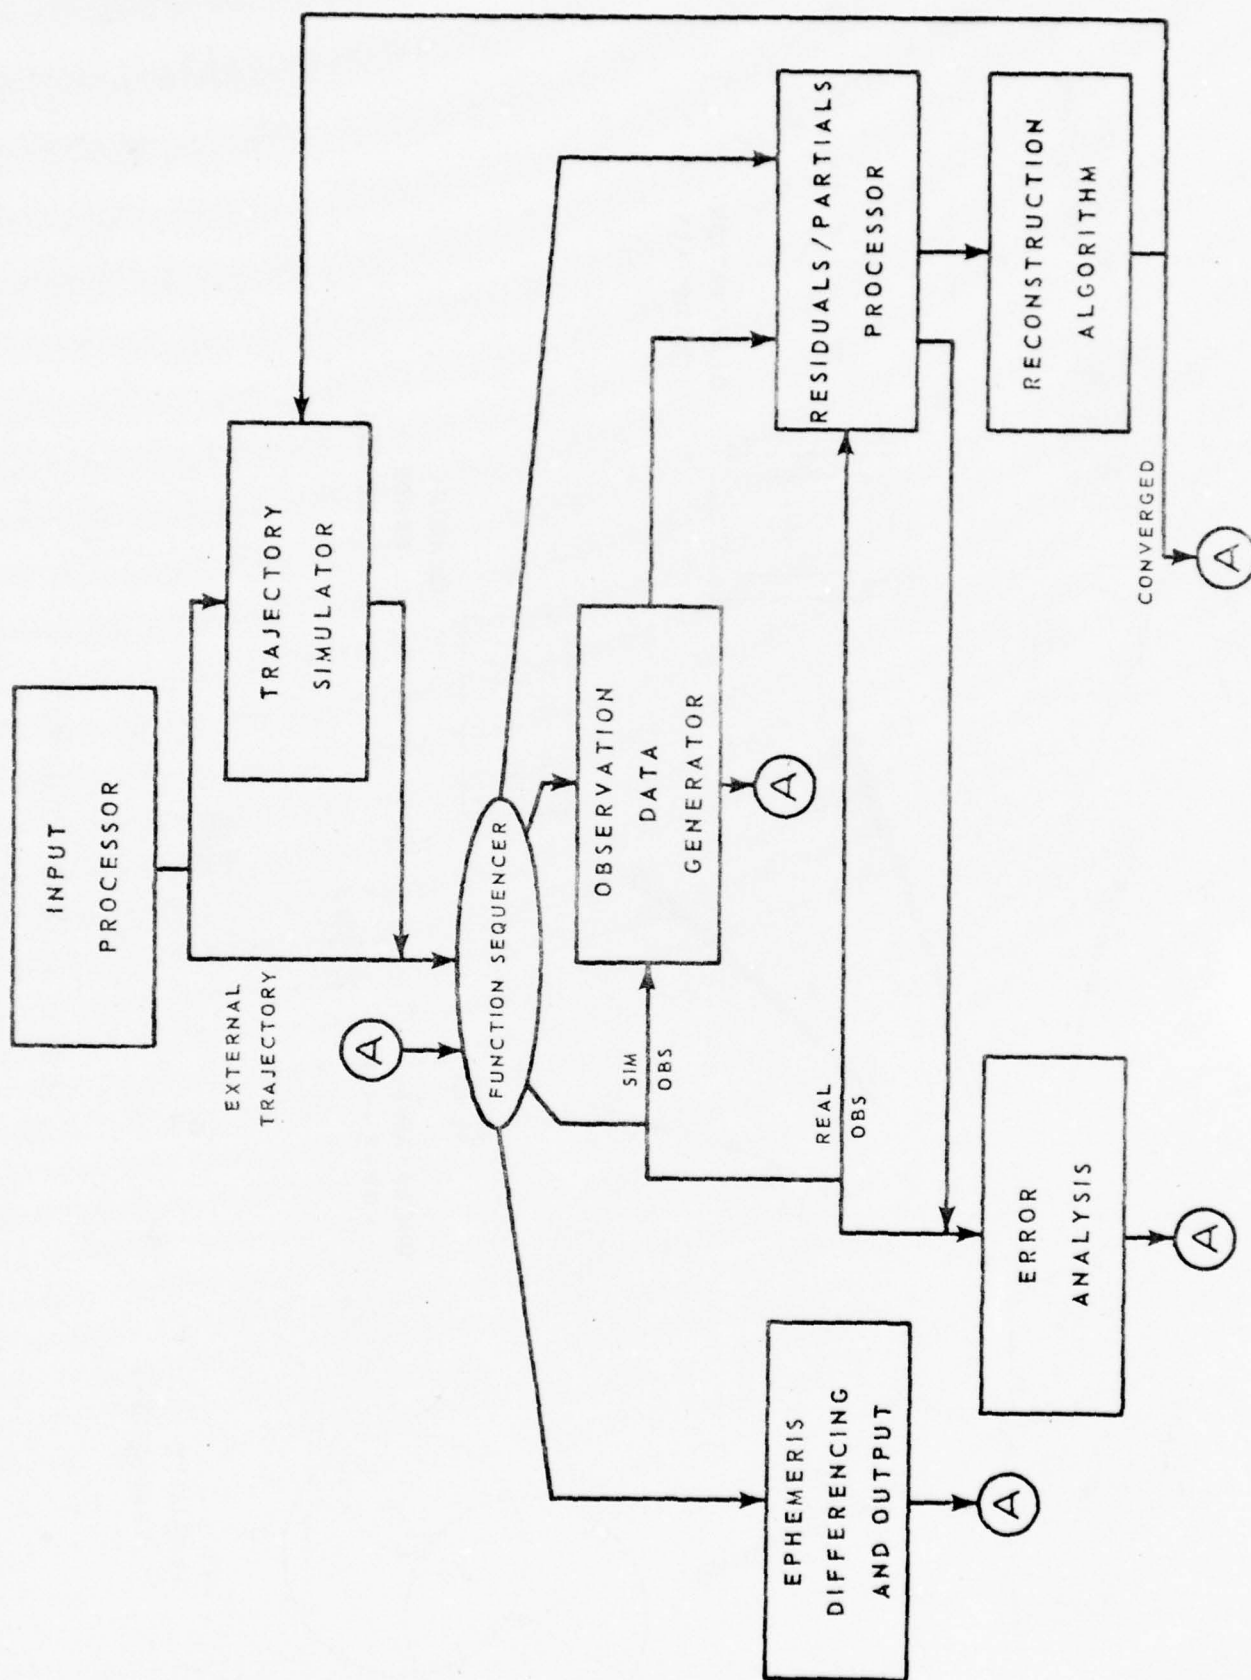 INPUT
PROCESSOR
EXTERNAL
TRAJECTORY
TRAJECTORY
SIMULATOR
A
FUNCTION SEQUENCER
SIM
OBS
OBSERVATION
DATA
GENERATOR
A
REAL
OBS
RESIDUALS/PARTIALS
PROCESSOR
EPHEMERIS
DIFFERENCING
AND OUTPUT
A
ERROR
ANALYSIS
A
RECONSTRUCTION
ALGORITHM
CONVERGED
A